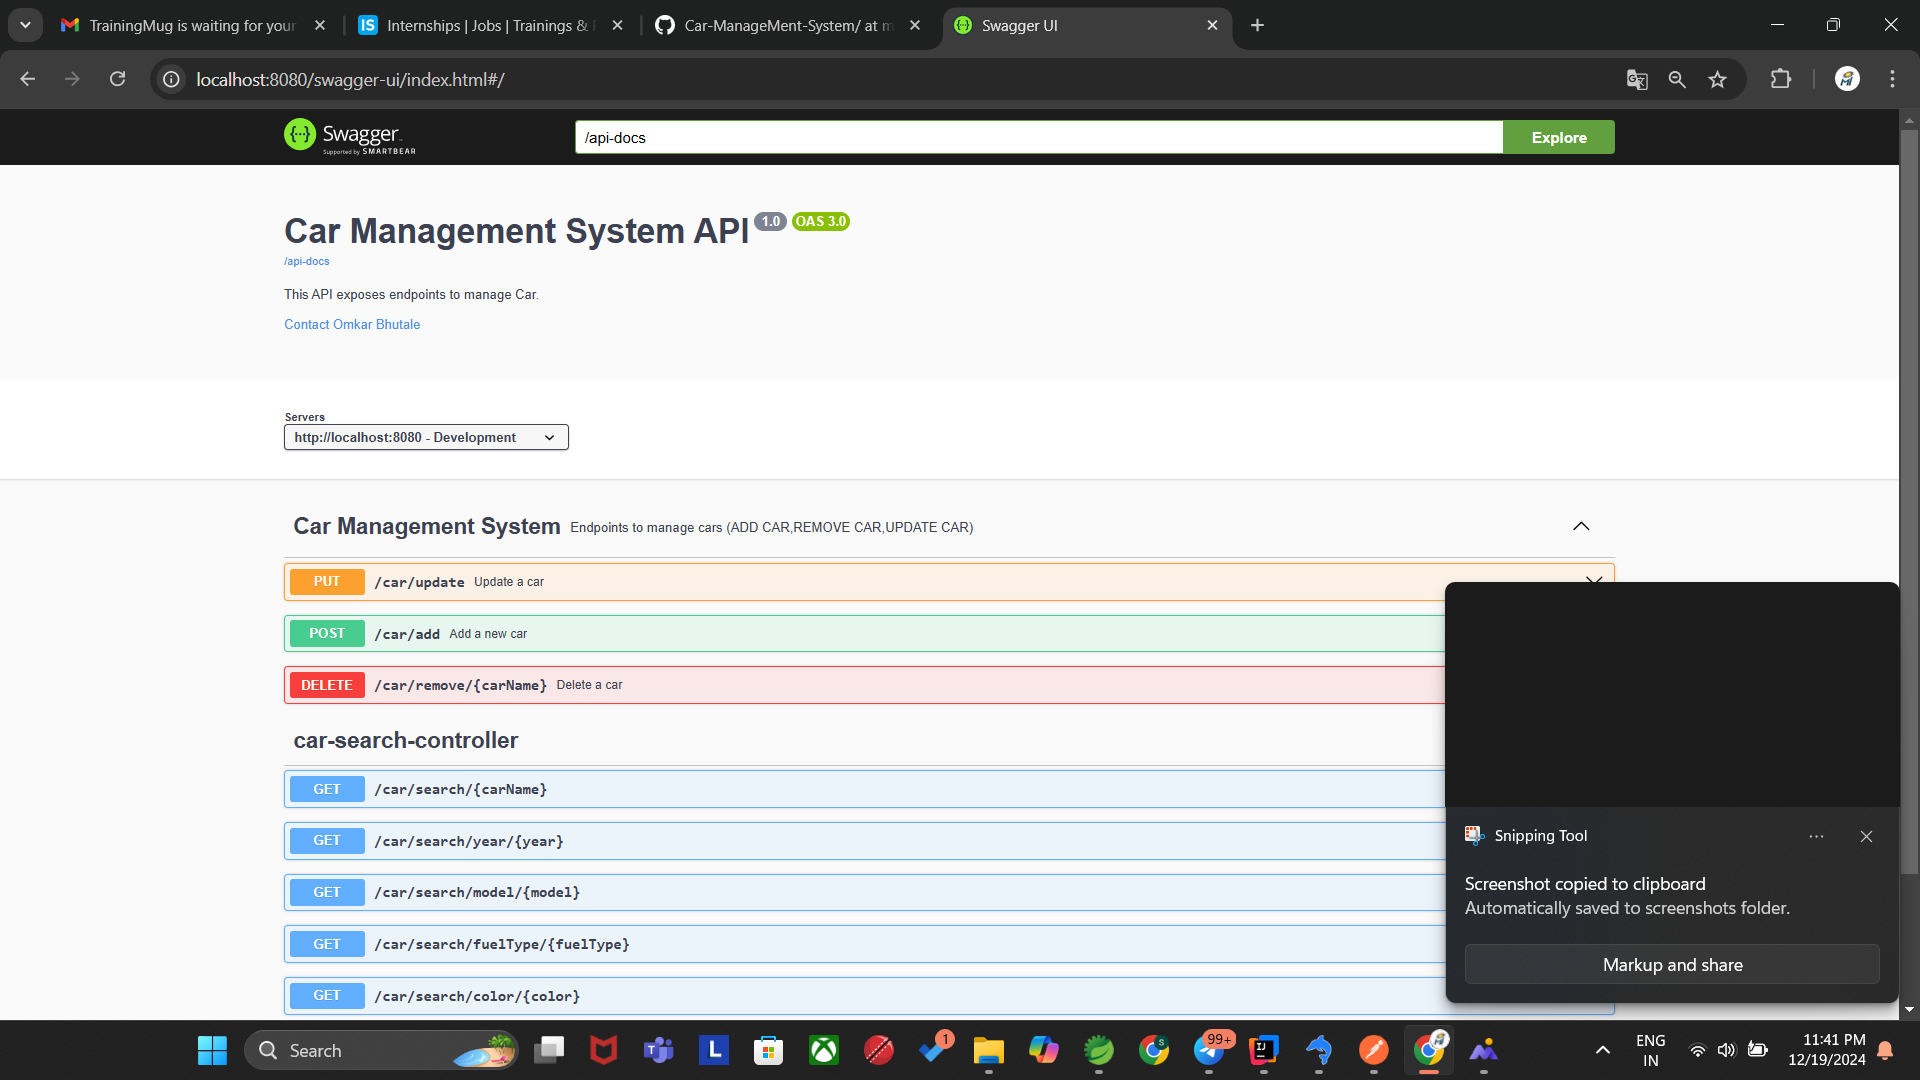 TrainingMug is waiting for your
Internships | Jobs | Trainings &
Car-ManageMent-System/ at m
Swagger UI
localhost:8080/swagger-ui/index.html#/
Swagger
Supported by SMARTBEAR
/api-docs
Explore
Car Management System API 1.0 OAS 3.0
/api-docs
This API exposes endpoints to manage Car.
Contact Omkar Bhutale
Servers
http://localhost:8080 - Development
Car Management System Endpoints to manage cars (ADD CAR,REMOVE CAR,UPDATE CAR)
PUT /car/update Update a car
POST /car/add Add a new car
DELETE /car/remove/{carName} Delete a car
car-search-controller
GET /car/search/{carName}
GET /car/search/year/{year}
GET /car/search/model/{model}
GET /car/search/fuelType/{fuelType}
GET /car/search/color/{color}
Snipping Tool
Screenshot copied to clipboard
Automatically saved to screenshots folder.
Markup and share
Search
1
99+
ENG
IN
11:41 PM
12/19/2024